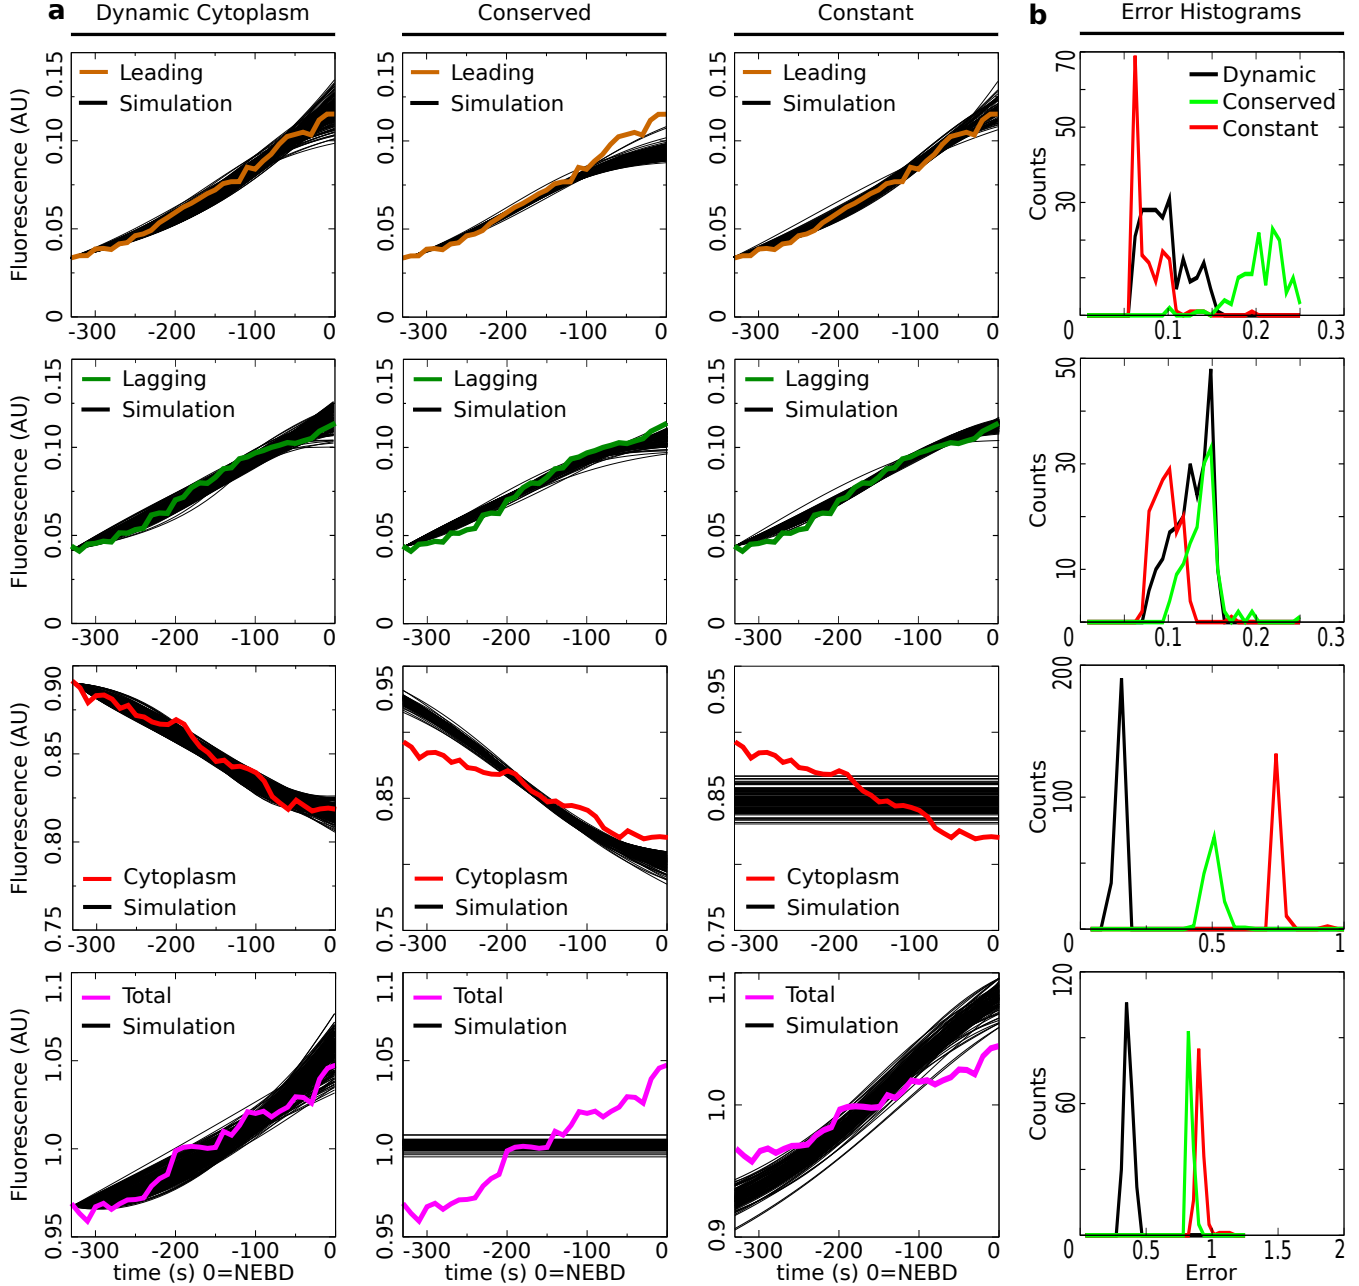 a
Dynamic Cytoplasm
Conserved
Constant
b
Error Histograms
Fluorescence (AU)
0.15
0.10
0.05
0
Leading
Simulation
-300
-200
-100
0
0.15
0.10
0.05
0
Leading
Simulation
-300
-200
-100
0
0.15
0.10
0.05
0
Leading
Simulation
-300
-200
-100
0
Counts
70
50
30
10
Dynamic
Conserved
Constant
0
0.1
0.2
0.3
Fluorescence (AU)
0.15
0.10
0.05
0
Lagging
Simulation
-300
-200
-100
0
0.15
0.10
0.05
0
Lagging
Simulation
-300
-200
-100
0
0.15
0.10
0.05
0
Lagging
Simulation
-300
-200
-100
0
Counts
50
30
10
0
0.1
0.2
0.3
Fluorescence (AU)
0.90
0.85
0.80
0.75
Cytoplasm
Simulation
-300
-200
-100
0
0.95
0.85
0.75
Cytoplasm
Simulation
-300
-200
-100
0
0.95
0.85
0.75
Cytoplasm
Simulation
-300
-200
-100
0
Counts
200
100
0
0.5
1
Fluorescence (AU)
1.1
1.05
1.0
0.95
Total
Simulation
-300
-200
-100
0
time (s) 0=NEBD
1.1
1.05
1.0
0.95
Total
Simulation
-300
-200
-100
0
time (s) 0=NEBD
1.1
1.0
0.9
Total
Simulation
-300
-200
-100
0
time (s) 0=NEBD
Counts
120
60
0
0.5
1
1.5
2
Error